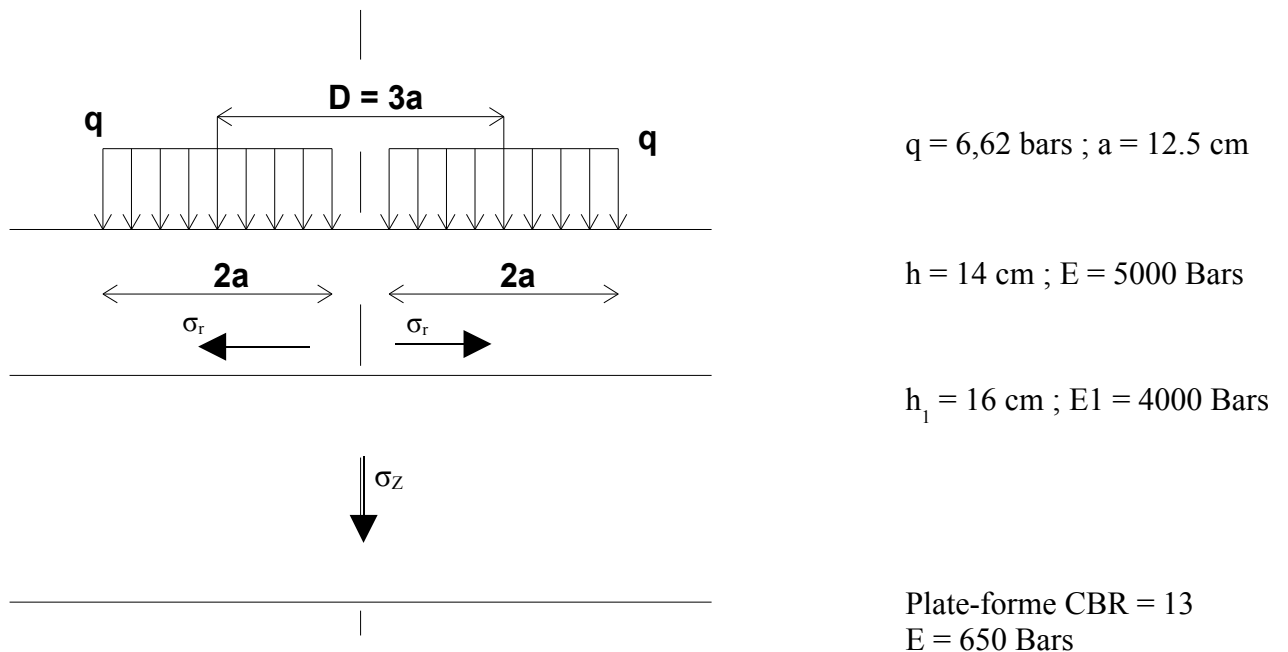 D = 3a
q
q
q = 6,62 bars ; a = 12.5 cm
2a
2a
h = 14 cm ; E = 5000 Bars
σr
σr
h1 = 16 cm ; E1 = 4000 Bars
σZ
Plate-forme CBR = 13
E = 650 Bars